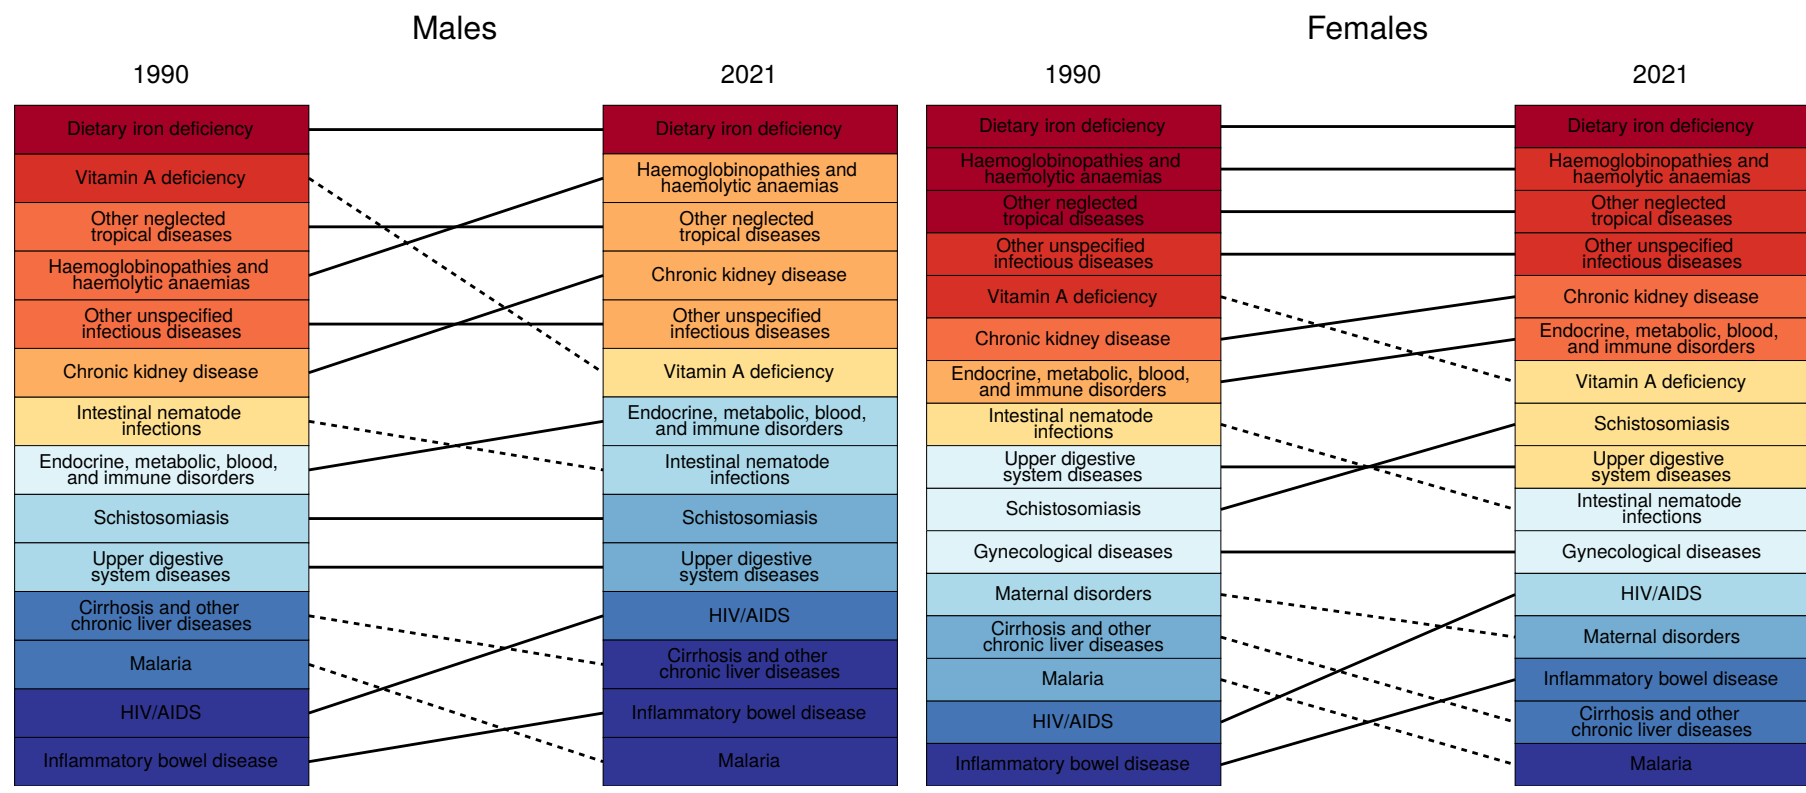 Males
1990
2021
Dietary iron deficiency
Vitamin A deficiency
Other neglected
tropical diseases
Haemoglobinopathies and
haemolytic anaemias
Other unspecified
infectious diseases
Chronic kidney disease
Intestinal nematode
infections
Endocrine, metabolic, blood,
and immune disorders
Schistosomiasis
Upper digestive
system diseases
Cirrhosis and other
chronic liver diseases
Malaria
HIV/AIDS
Inflammatory bowel disease
Dietary iron deficiency
Haemoglobinopathies and
haemolytic anaemias
Other neglected
tropical diseases
Chronic kidney disease
Other unspecified
infectious diseases
Vitamin A deficiency
Endocrine, metabolic, blood,
and immune disorders
Intestinal nematode
infections
Schistosomiasis
Upper digestive
system diseases
HIV/AIDS
Cirrhosis and other
chronic liver diseases
Inflammatory bowel disease
Malaria
Females
1990
2021
Dietary iron deficiency
Haemoglobinopathies and
haemolytic anaemias
Other neglected
tropical diseases
Other unspecified
infectious diseases
Vitamin A deficiency
Chronic kidney disease
Endocrine, metabolic, blood,
and immune disorders
Intestinal nematode
infections
Upper digestive
system diseases
Schistosomiasis
Gynecological diseases
Maternal disorders
Cirrhosis and other
chronic liver diseases
Malaria
HIV/AIDS
Inflammatory bowel disease
Dietary iron deficiency
Haemoglobinopathies and
haemolytic anaemias
Other neglected
tropical diseases
Other unspecified
infectious diseases
Chronic kidney disease
Endocrine, metabolic, blood,
and immune disorders
Vitamin A deficiency
Schistosomiasis
Upper digestive
system diseases
Intestinal nematode
infections
Gynecological diseases
HIV/AIDS
Maternal disorders
Inflammatory bowel disease
Cirrhosis and other
chronic liver diseases
Malaria